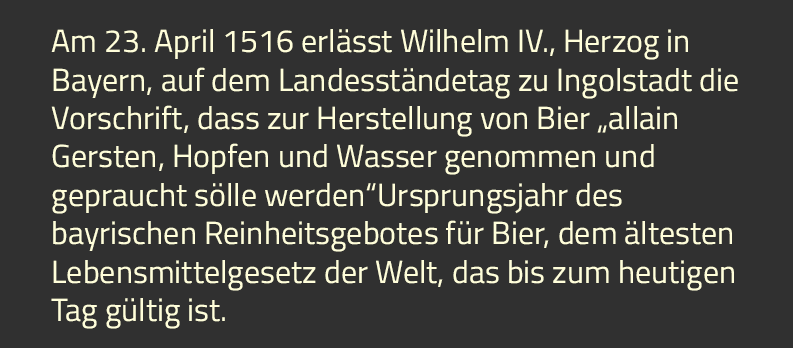 Am 23. April 1516 erlässt Wilhelm IV., Herzog in
Bayern, auf dem Landesständetag zu Ingolstadt die
Vorschrift, dass zur Herstellung von Bier „allain
Gersten, Hopfen und Wasser genommen und
gepraucht sölle werden“Ursprungsjahr des
bayrischen Reinheitsgebotes für Bier, dem ältesten
Lebensmittelgesetz der Welt, das bis zum heutigen
Tag gültig ist.